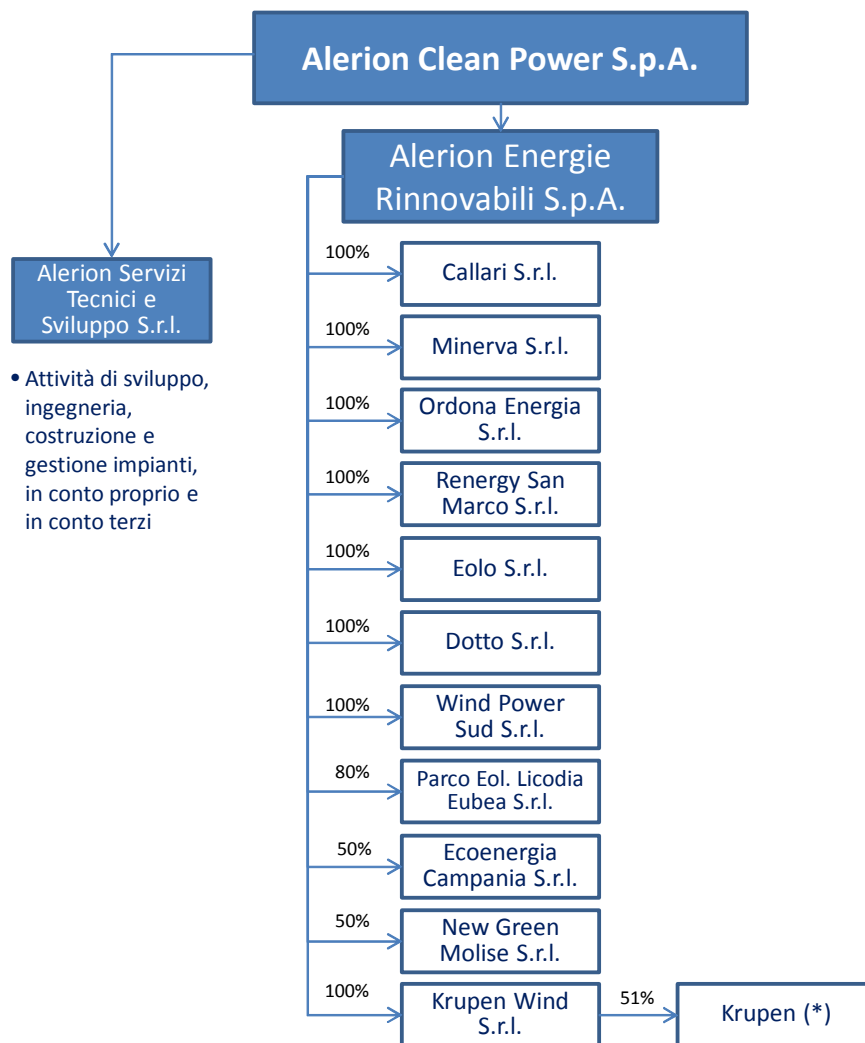 Alerion Clean Power S.p.A.
Alerion Energie
Rinnovabili S.p.A.
Alerion Servizi
Tecnici e
Sviluppo S.r.l.
• Attività di sviluppo,
ingegneria,
costruzione e
gestione impianti,
in conto proprio e
in conto terzi
100%
Callari S.r.l.
100%
Minerva S.r.l.
100%
Ordona Energia
S.r.l.
100%
Renergy San
Marco S.r.l.
100%
Eolo S.r.l.
100%
Dotto S.r.l.
100%
Wind Power
Sud S.r.l.
80%
Parco Eol. Licodia
Eubea S.r.l.
50%
Ecoenergia
Campania S.r.l.
50%
New Green
Molise S.r.l.
100%
Krupen Wind
S.r.l.
51%
Krupen (*)